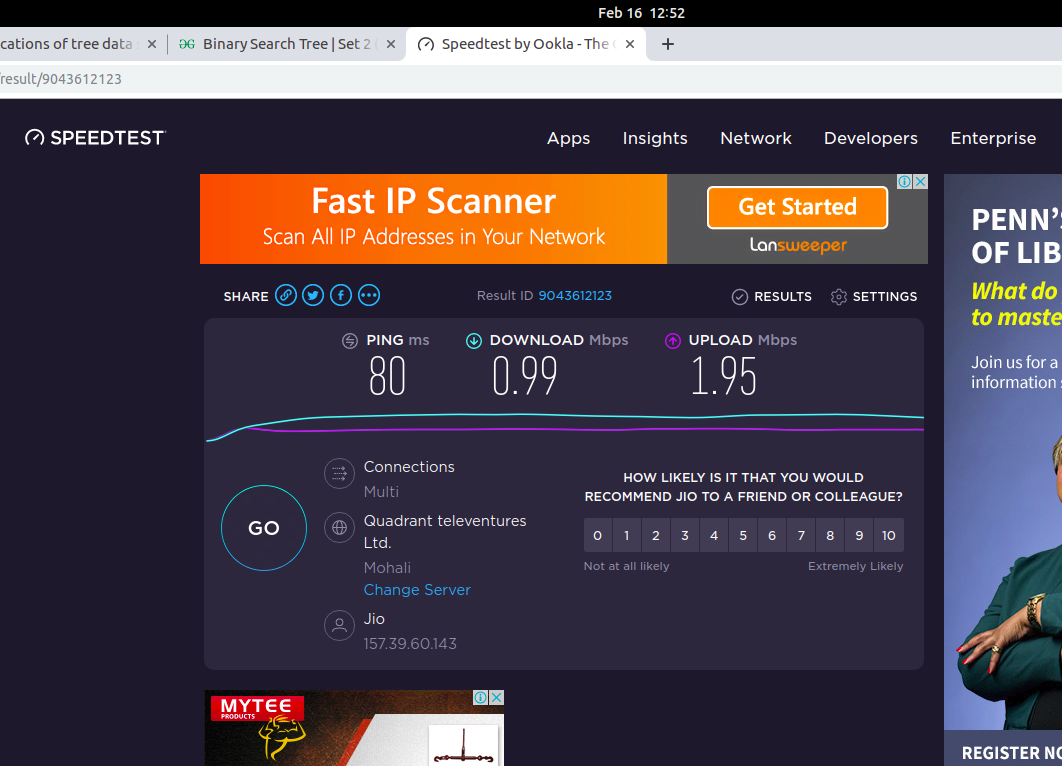 Feb 16 12:52
cations of tree data
Binary Search Tree | Set 2
Speedtest by Ookla - The
/result/9043612123
SPEEDTEST
Apps Insights Network Developers Enterprise
Fast IP Scanner
Scan All IP Addresses in Your Network
Get Started
Lansweeper
PENN'S
OF LIB
What do
to maste
Join us for a
information
SHARE
Result ID 9043612123
RESULTS SETTINGS
PING ms DOWNLOAD Mbps UPLOAD Mbps
80 0.99 1.95
GO
Connections
Multi
Quadrant televentures
Ltd.
Mohali
Change Server
Jio
157.39.60.143
HOW LIKELY IS IT THAT YOU WOULD
RECOMMEND JIO TO A FRIEND OR COLLEAGUE?
0 1 2 3 4 5 6 7 8 9 10
Not at all likely Extremely Likely
MYTEE
PRODUCTS
REGISTER NO